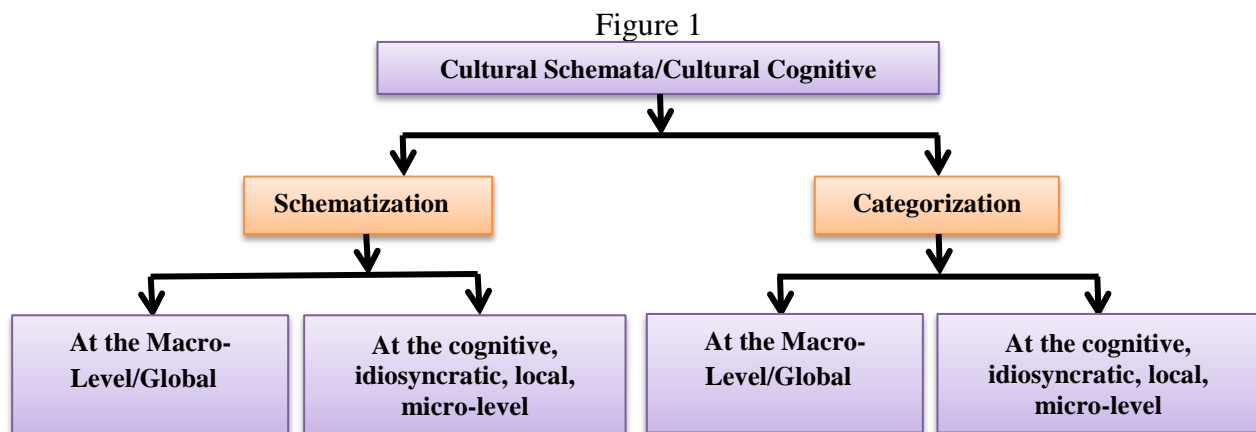 Figure 1
Cultural Schemata/Cultural Cognitive
Schematization
Categorization
At the Macro-
Level/Global
At the cognitive,
idiosyncratic, local,
micro-level
At the Macro-
Level/Global
At the cognitive,
idiosyncratic, local,
micro-level